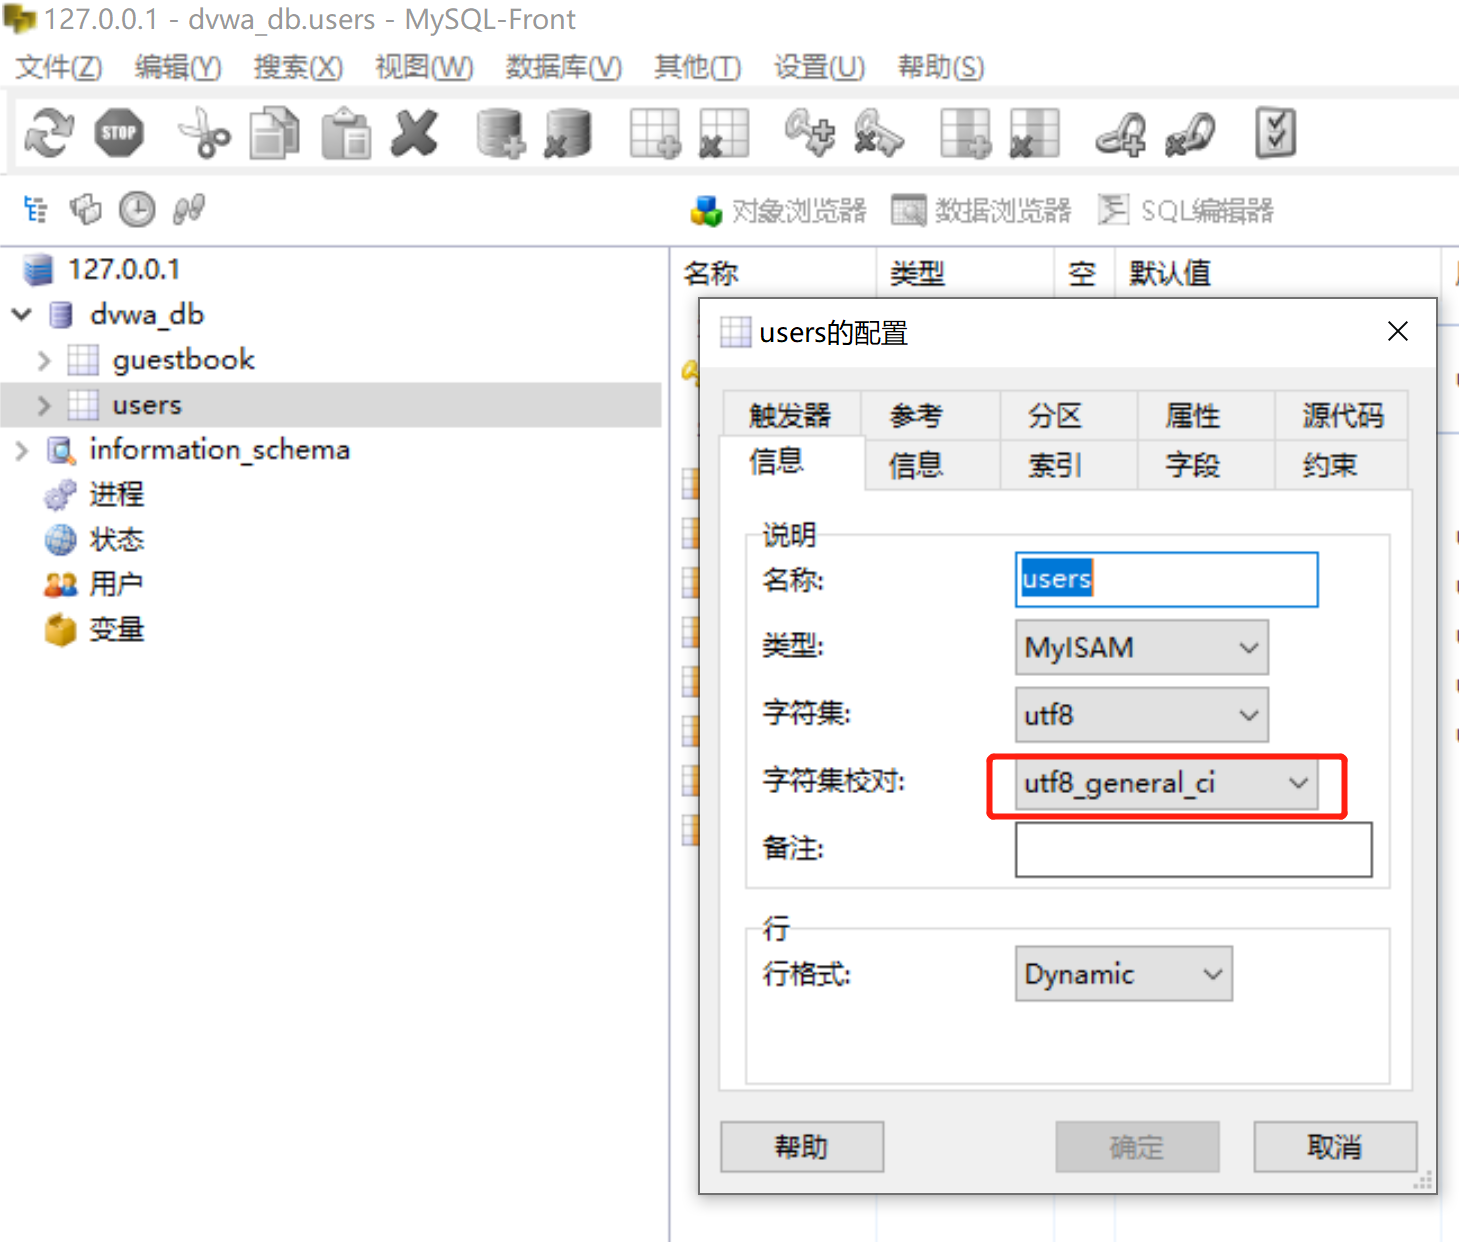 127.0.0.1 - dvwa_db.users - MySQL-Front
文件(Z) 编辑(Y) 搜索(X) 视图(W) 数据库(V) 其他(T) 设置(U) 帮助(S)
STOP
对象浏览器 数据浏览器 SQL编辑器
127.0.0.1
dvwa_db
guestbook
users
information_schema
进程
状态
用户
变量
名称 类型 空 默认值
users的配置
触发器 参考 分区 属性 源代码
信息 信息 索引 字段 约束
说明
名称: users
类型: MyISAM
字符集: utf8
字符集校对: utf8_general_ci
备注:
行
行格式: Dynamic
帮助 确定 取消